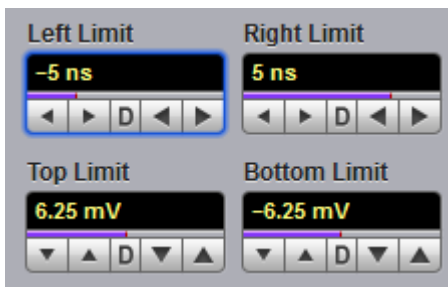 Left Limit
Right Limit
–5 ns
5 ns
D
D
Top Limit
Bottom Limit
6.25 mV
–6.25 mV
D
D